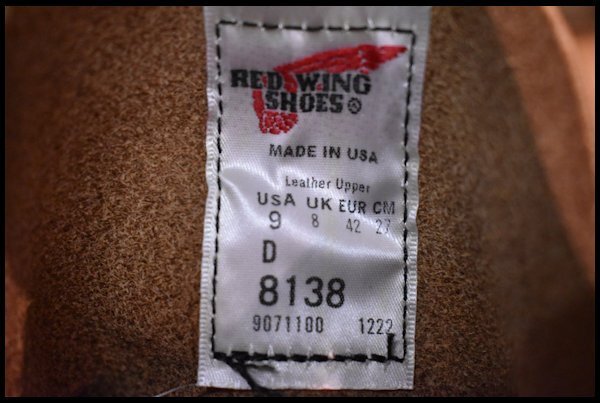 RED WING
SHOES®
MADE IN USA
Leather Upper
USA UK EUR CM
9 8 42 27
D
8138
9071100 1222